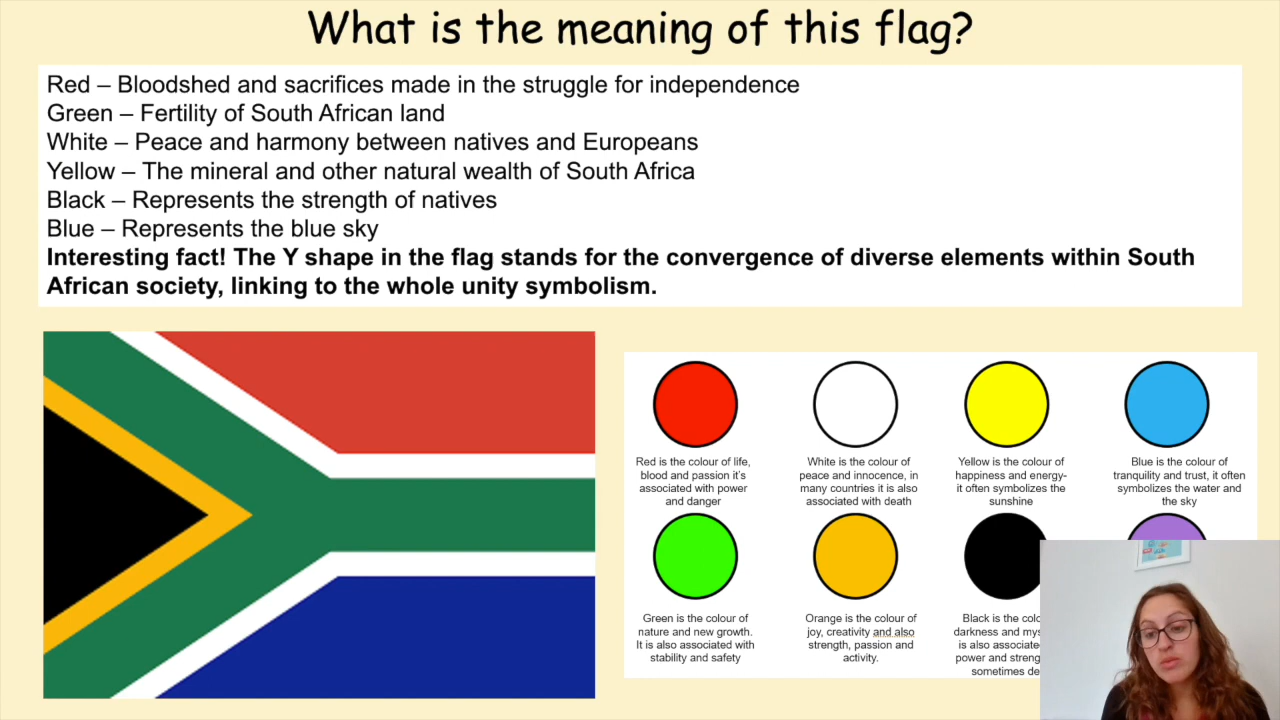 What is the meaning of this flag?
Red – Bloodshed and sacrifices made in the struggle for independence
Green – Fertility of South African land
White – Peace and harmony between natives and Europeans
Yellow – The mineral and other natural wealth of South Africa
Black – Represents the strength of natives
Blue – Represents the blue sky
Interesting fact! The Y shape in the flag stands for the convergence of diverse elements within South
African society, linking to the whole unity symbolism.
Red is the colour of life,
blood and passion it's
associated with power
and danger
White is the colour of
peace and innocence, in
many countries it is also
associated with death
Yellow is the colour of
happiness and energy-
it often symbolizes the
sunshine
Blue is the colour of
tranquility and trust, it often
symbolizes the water and
the sky
Green is the colour of
nature and new growth.
It is also associated with
stability and safety
Orange is the colour of
joy, creativity and also
strength, passion and
activity.
Black is the
darkness and
is also
power and
sometimes